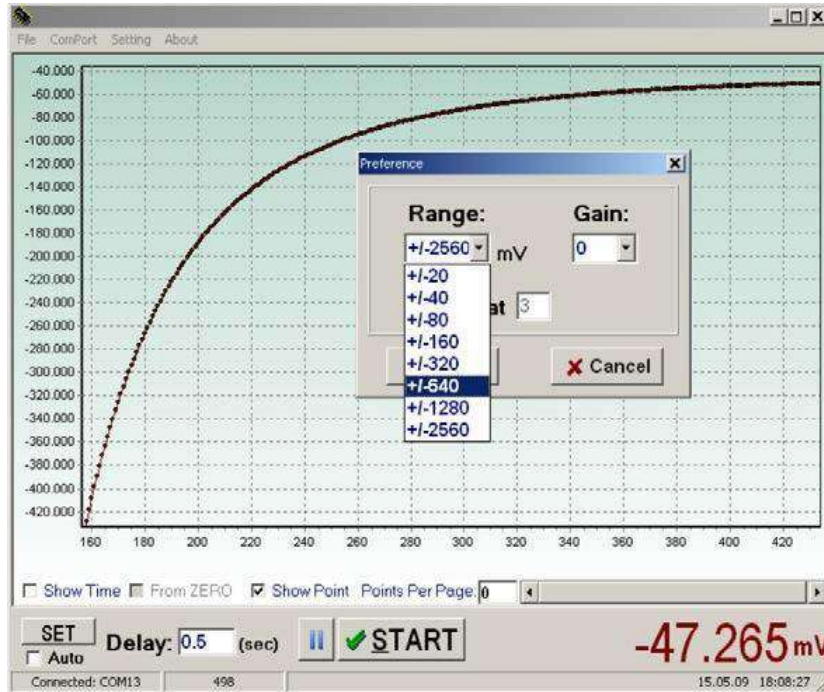 File ComPort Setting About
-40.000
-60.000
-80.000
-100.000
-120.000
-140.000
-160.000
-180.000
-200.000
-220.000
-240.000
-260.000
-280.000
-300.000
-320.000
-340.000
-360.000
-380.000
-400.000
-420.000
160 180 200 220 240 260 280 300 320 340 360 380 400 420
Preference
Range: Gain:
+/-2560 mV 0
+/-20
+/-40
+/-80
+/-160
+/-320
+/-640
+/-1280
+/-2560
at 3
Cancel
Show Time From ZERO Show Point Points Per Page: 0
SET Delay: 0.5 (sec) START -47.265 mV
Auto
Connected: COM13 498 15.05.09 18:08:27